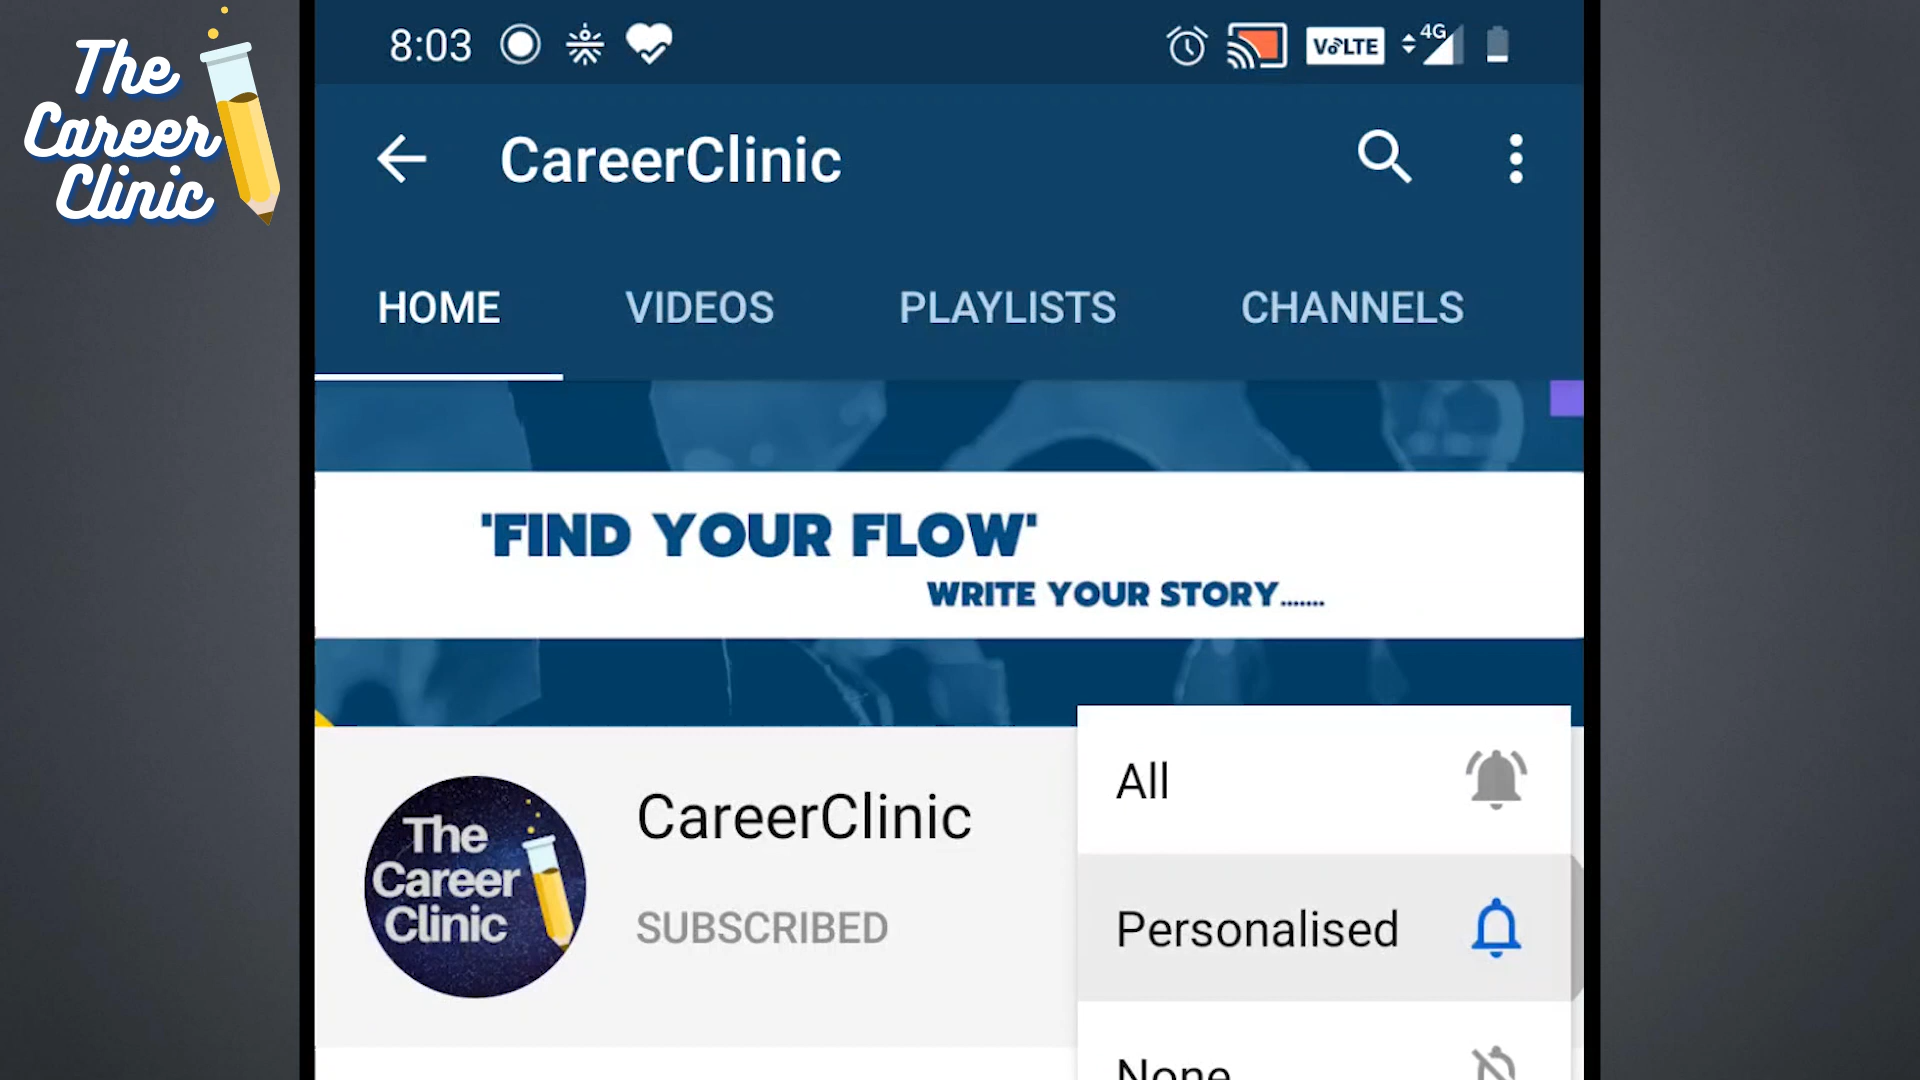 The
Career
Clinic
8:03
VoLTE
4G
CareerClinic
HOME VIDEOS PLAYLISTS CHANNELS
'FIND YOUR FLOW'
WRITE YOUR STORY.......
The
Career
Clinic
CareerClinic
SUBSCRIBED
All
Personalised
None